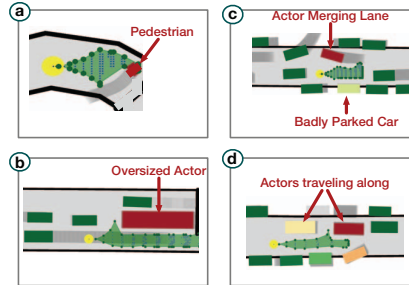 a
Pedestrian
b
Oversized Actor
c
Actor Merging Lane
Badly Parked Car
d
Actors traveling along